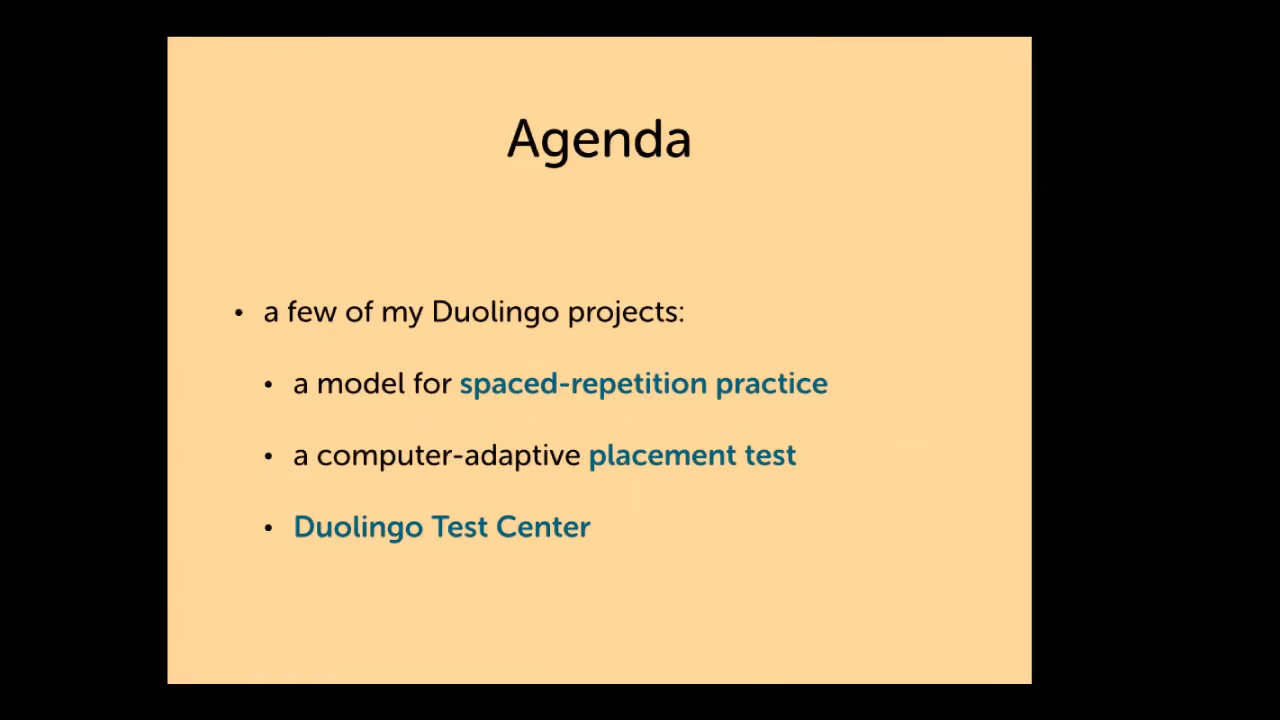 Agenda
• a few of my Duolingo projects:
• a model for spaced-repetition practice
• a computer-adaptive placement test
• Duolingo Test Center